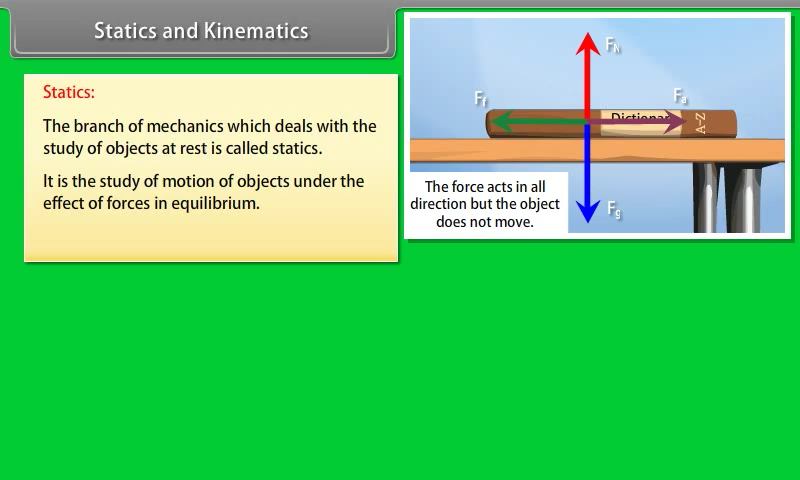 Statics and Kinematics
Statics:
The branch of mechanics which deals with the
study of objects at rest is called statics.
It is the study of motion of objects under the
effect of forces in equilibrium.
FN
Ff
Fa
A-Z
The force acts in all
direction but the object
does not move.
Fg